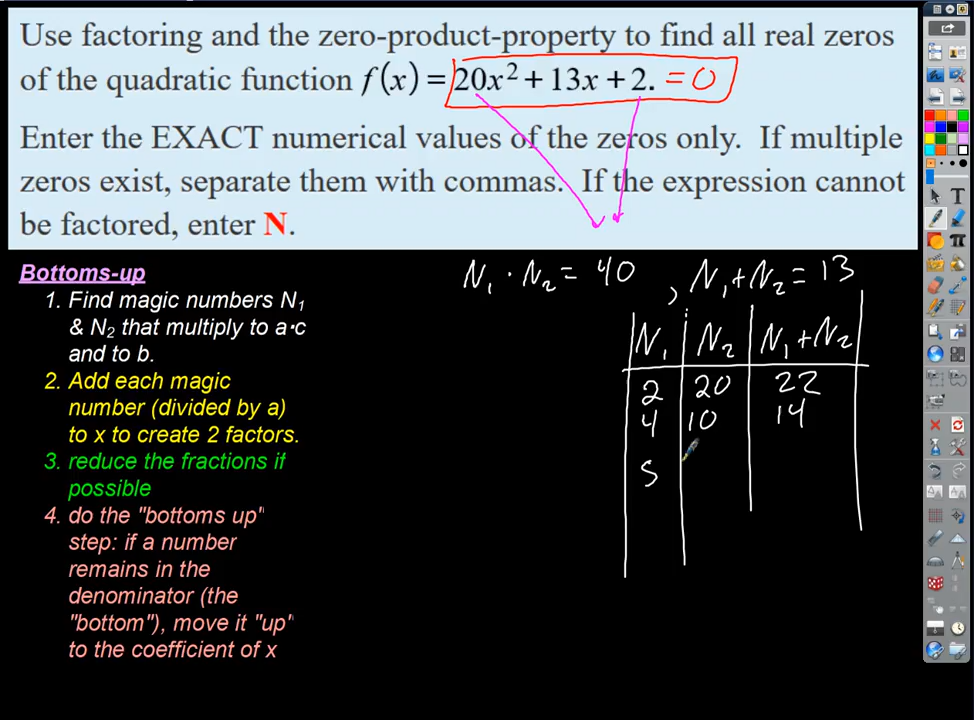 Use factoring and the zero-product-property to find all real zeros
of the quadratic function f(x) = 20x² + 13x + 2. = 0
Enter the EXACT numerical values of the zeros only. If multiple
zeros exist, separate them with commas. If the expression cannot
be factored, enter N.
Bottoms-up
1. Find magic numbers N₁
& N₂ that multiply to a·c
and to b.
2. Add each magic
number (divided by a)
to x to create 2 factors.
3. reduce the fractions if
possible
4. do the "bottoms up"
step: if a number
remains in the
denominator (the
"bottom"), move it "up"
to the coefficient of x
N₁ · N₂ = 40 , N₁ + N₂ = 13
N₁ N₂ N₁ + N₂
2 20 22
4 10 14
5